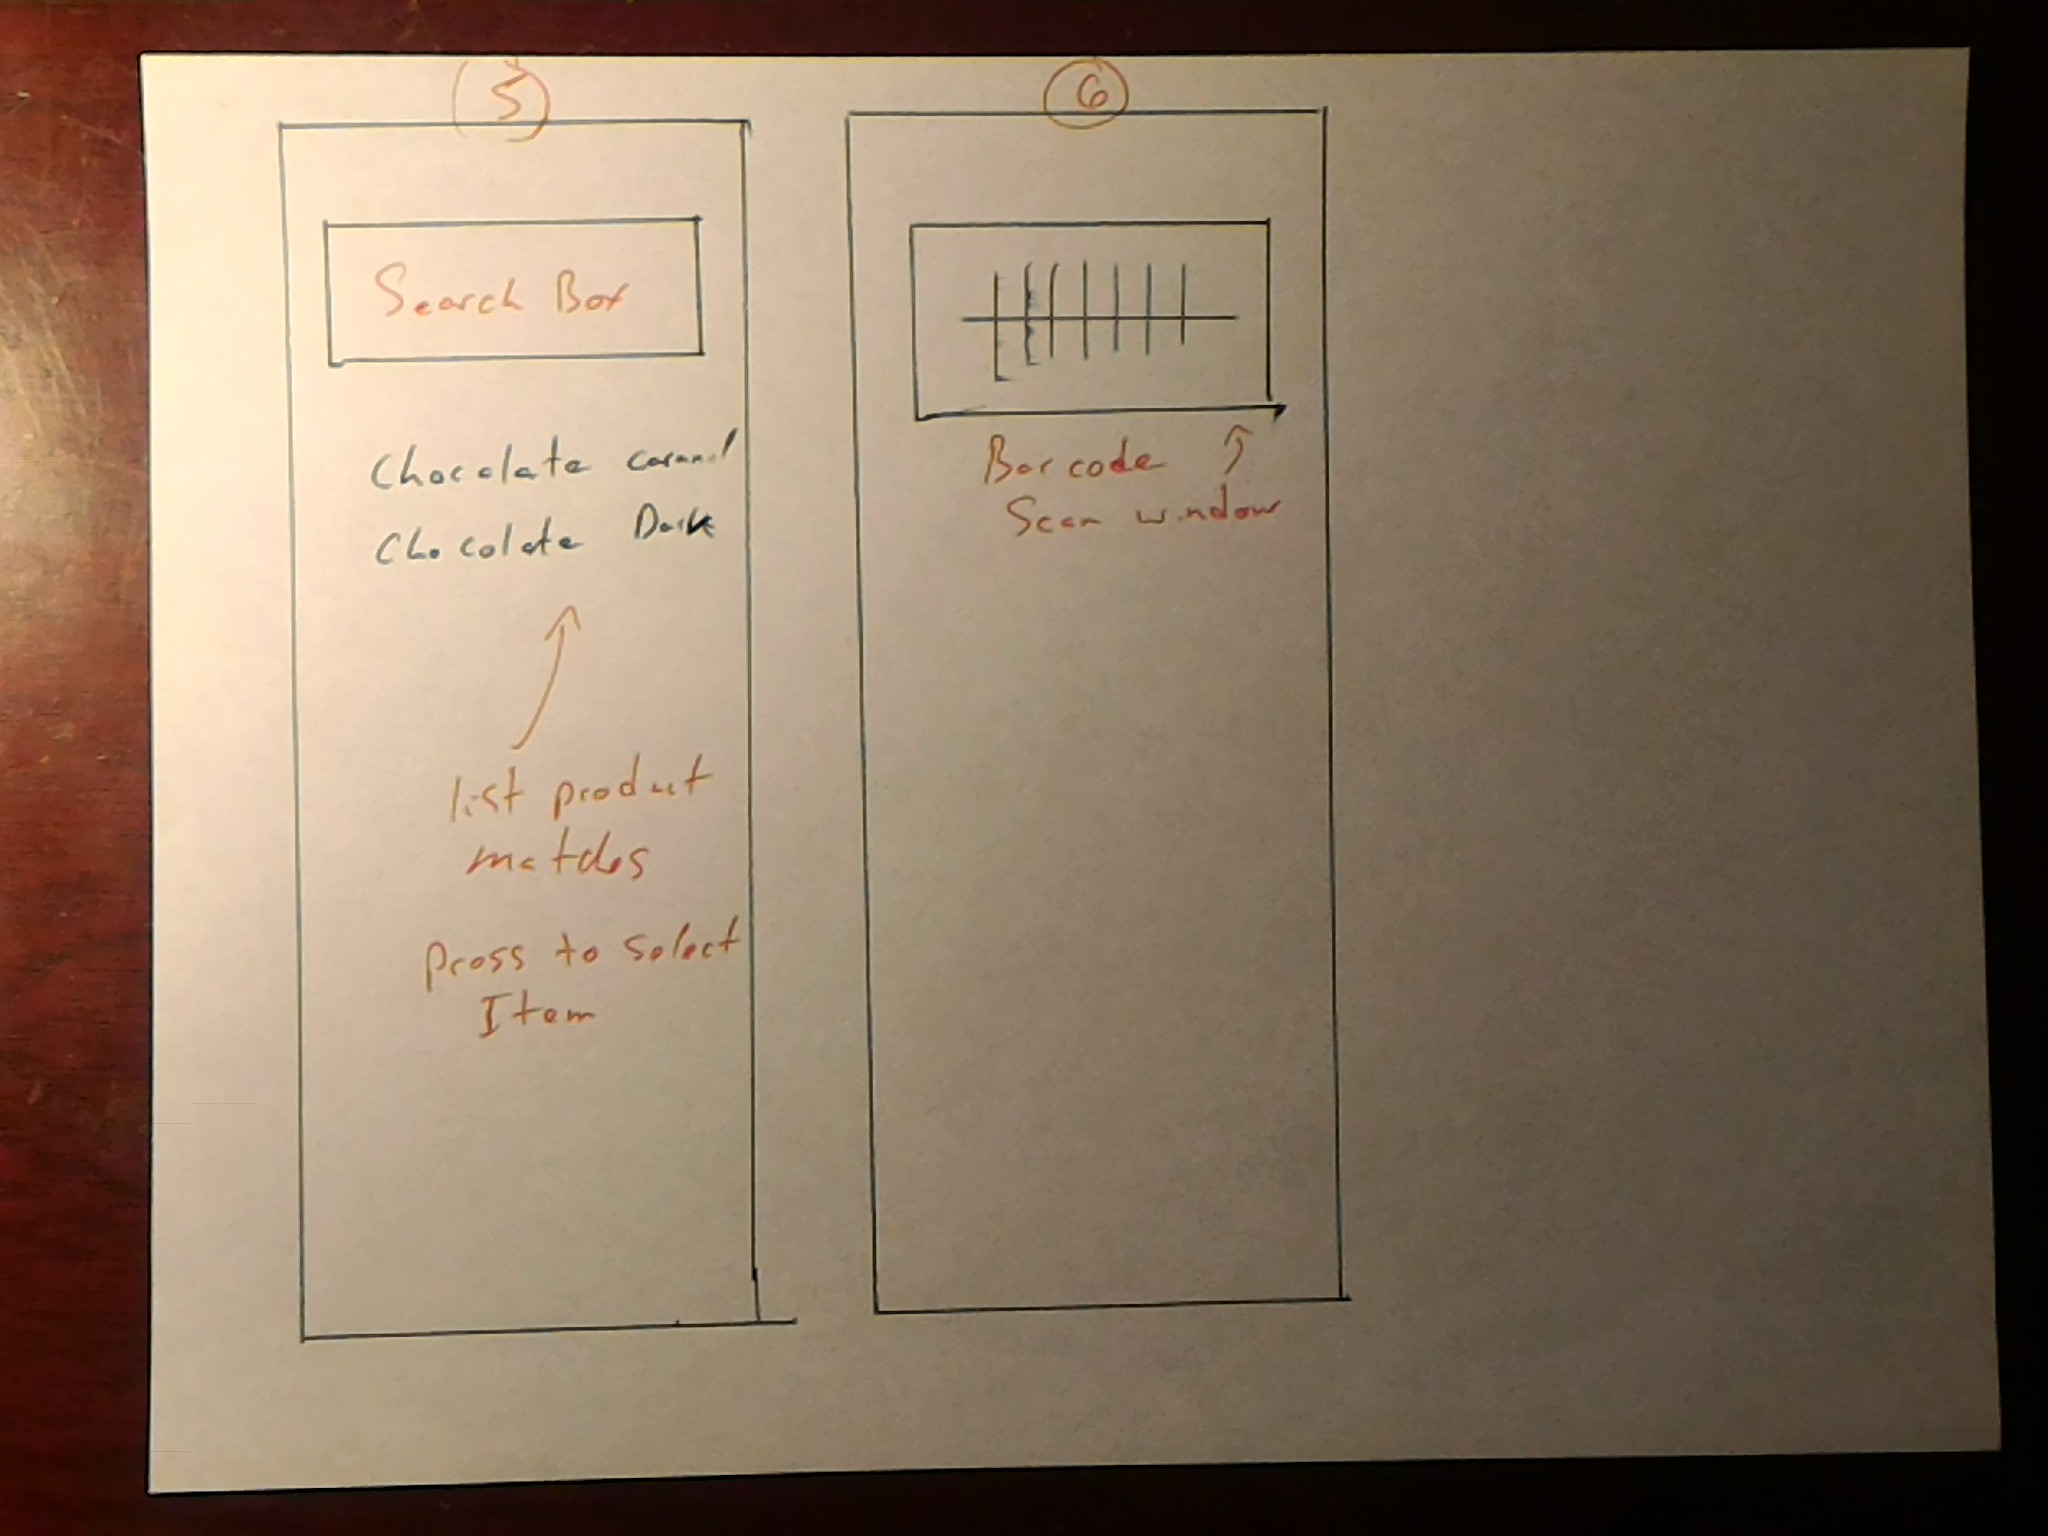 5
Search Box
Chocolate caramel
Chocolate Dark
list product
matches
press to select
Item
6
Barcode
Scan window